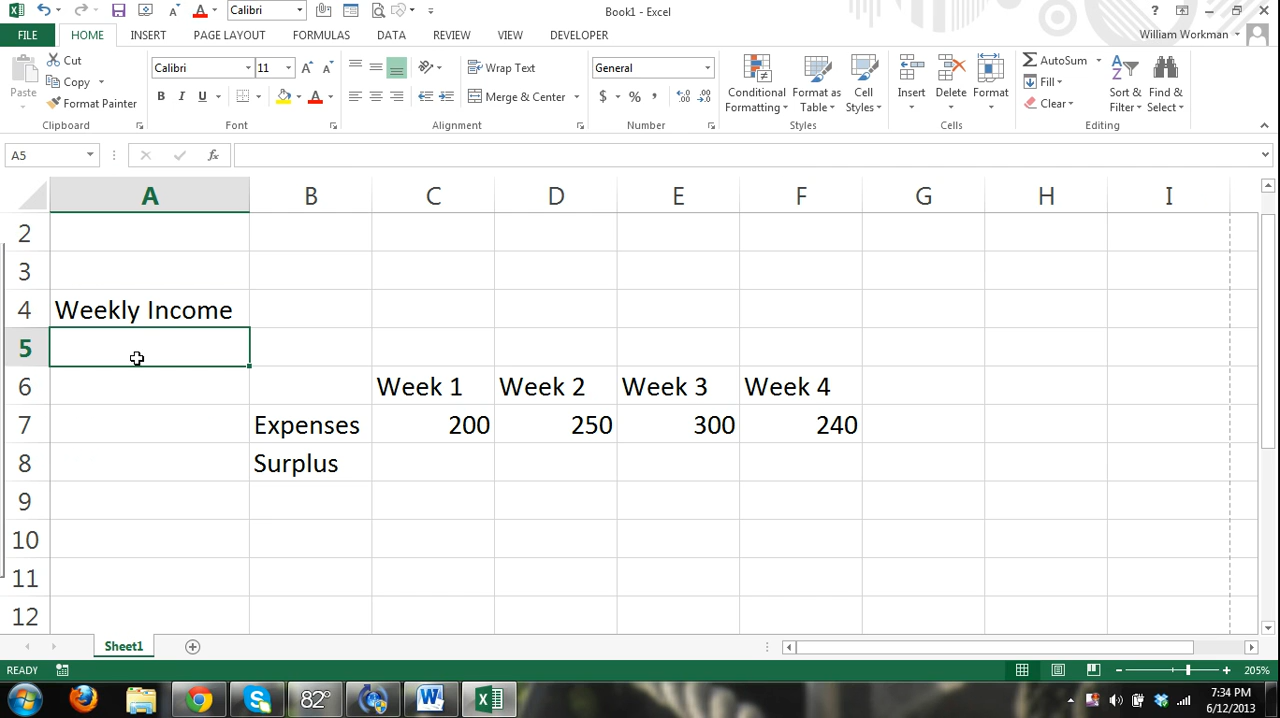 Calibri
Book1 - Excel
?
FILE HOME INSERT PAGE LAYOUT FORMULAS DATA REVIEW VIEW DEVELOPER
William Workman
Paste
Cut
Copy
Format Painter
Clipboard
Calibri 11
B I U
Font
Wrap Text
Merge & Center
Alignment
General
$ % ,
Number
Conditional Formatting
Format as Table
Cell Styles
Styles
Insert Delete Format
Cells
AutoSum
Fill
Clear
Sort & Filter
Find & Select
Editing
A5 fx
A B C D E F G H I
2
3
4 Weekly Income
5
6 Week 1 Week 2 Week 3 Week 4
7 Expenses 200 250 300 240
8 Surplus
9
10
11
12
Sheet1
READY 205%
82°
7:34 PM
6/12/2013